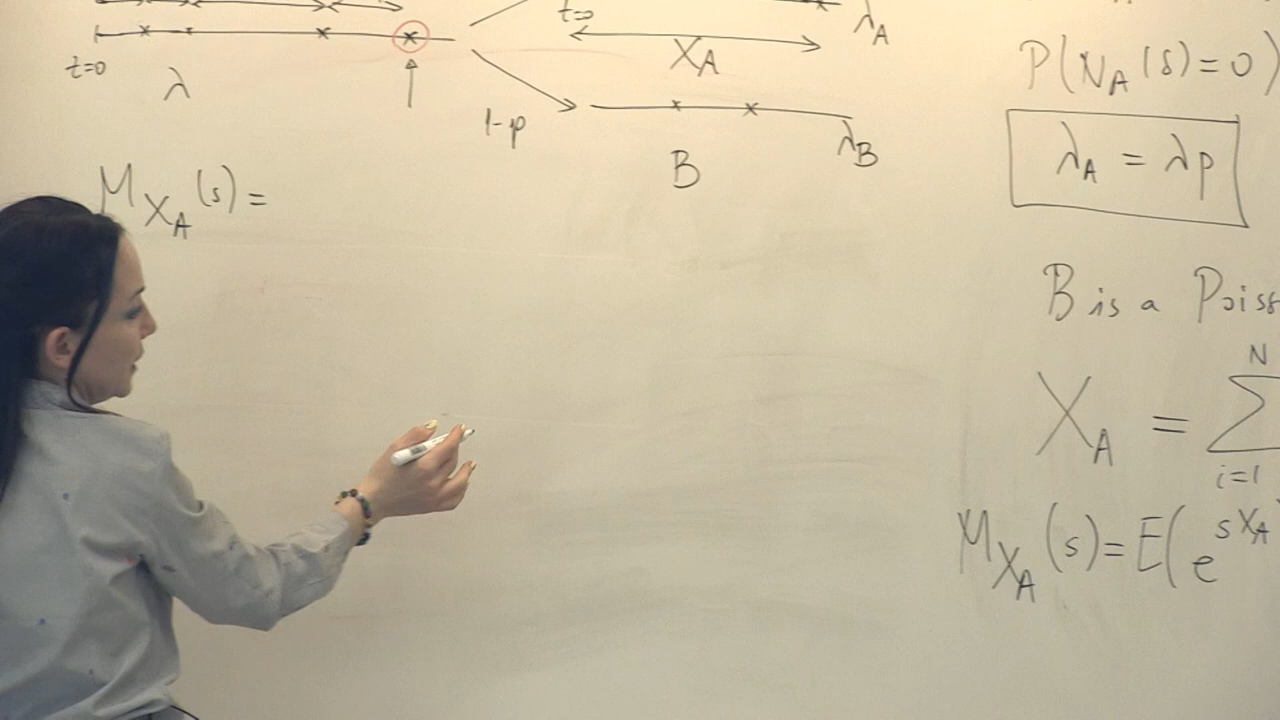 t=0
λ
1-p
t=0
X_A
λ_A
B
λ_B
M_{X_A}(s) =
P(N_A(s) = 0)
λ_A = λp
B is a Poiss
X_A = ∑_{i=1}^{N}
M_{X_A}(s) = E(e^{sX_A}